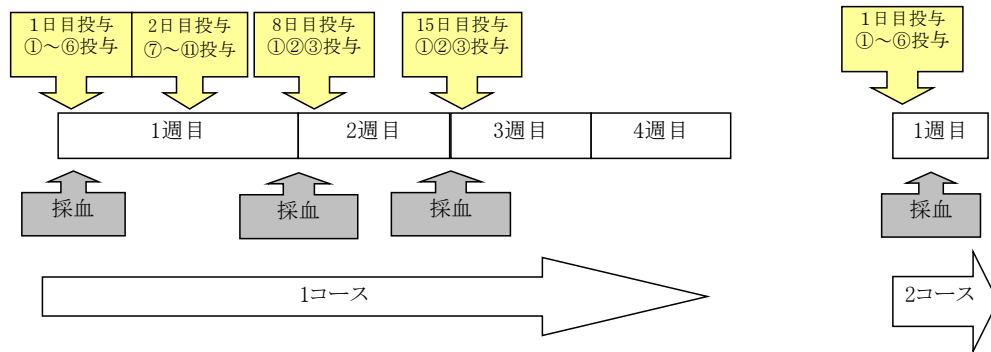 1日目投与
①～⑥投与
2日目投与
⑦～⑪投与
8日目投与
①②③投与
15日目投与
①②③投与
1日目投与
①～⑥投与
1週目
2週目
3週目
4週目
1週目
採血
採血
採血
採血
1コース
2コース